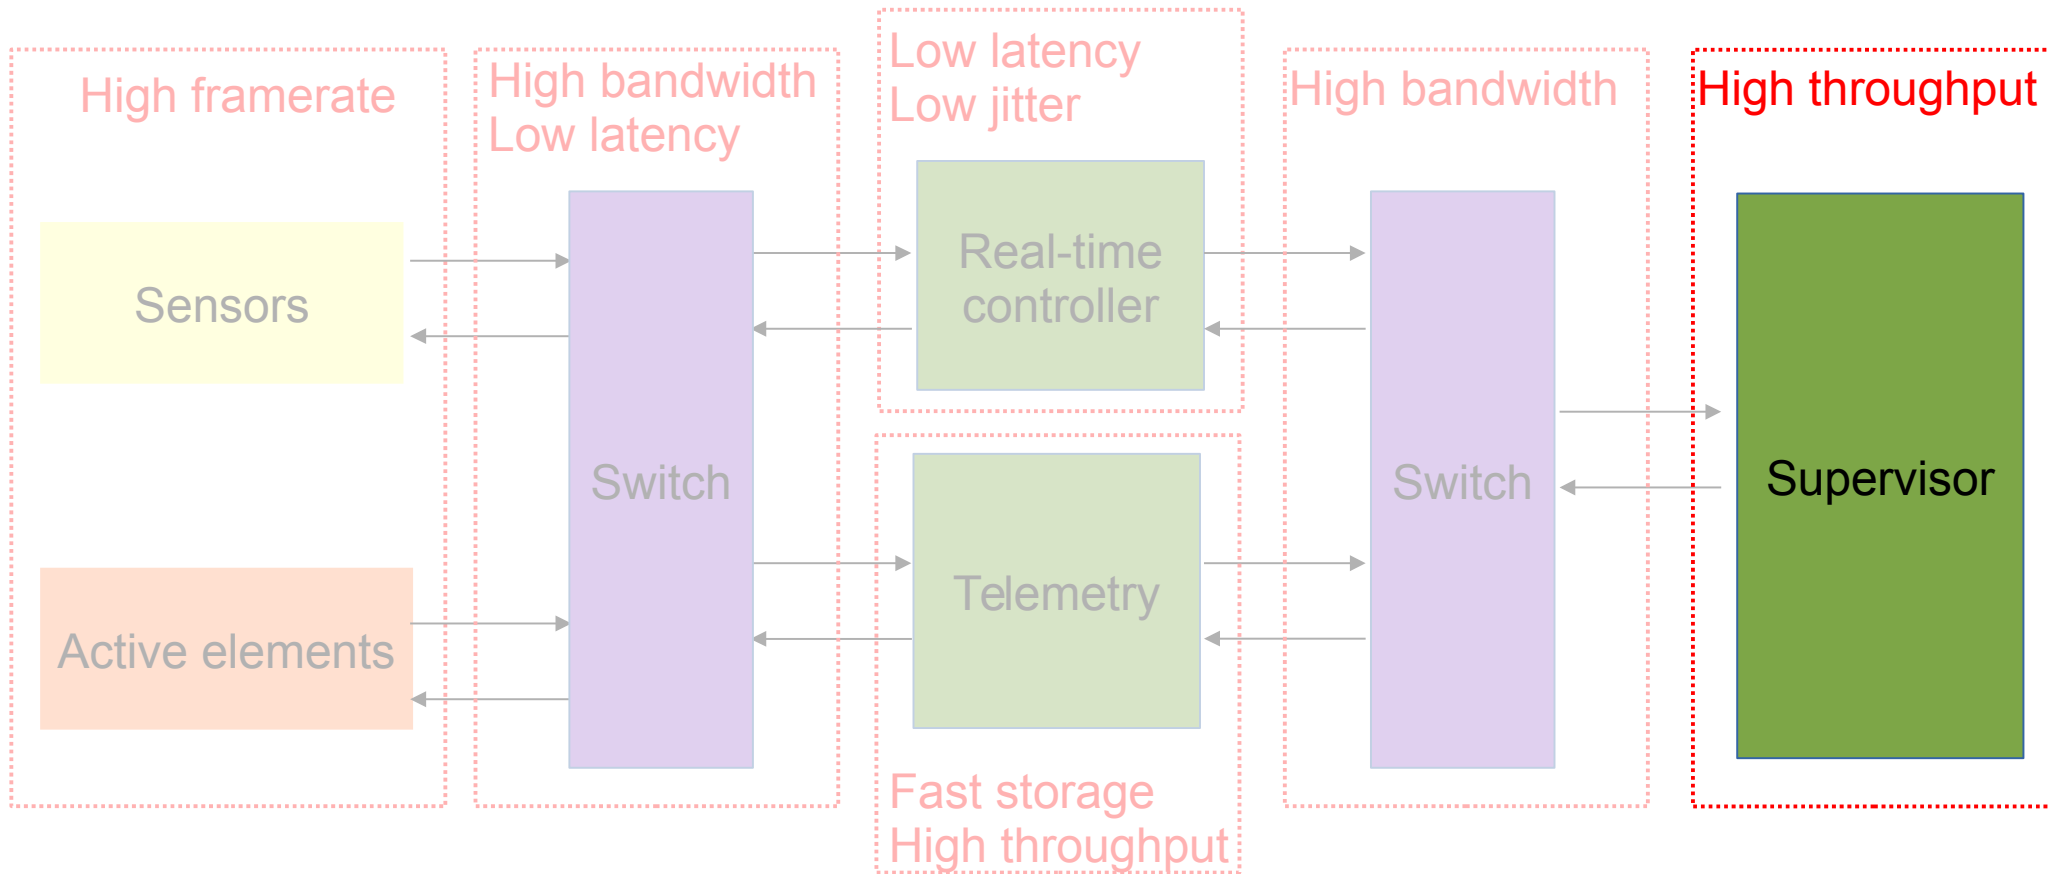 High framerate
Sensors
Active elements
High bandwidth
Low latency
Switch
Low latency
Low jitter
Real-time
controller
Telemetry
Fast storage
High throughput
High bandwidth
Switch
High throughput
Supervisor